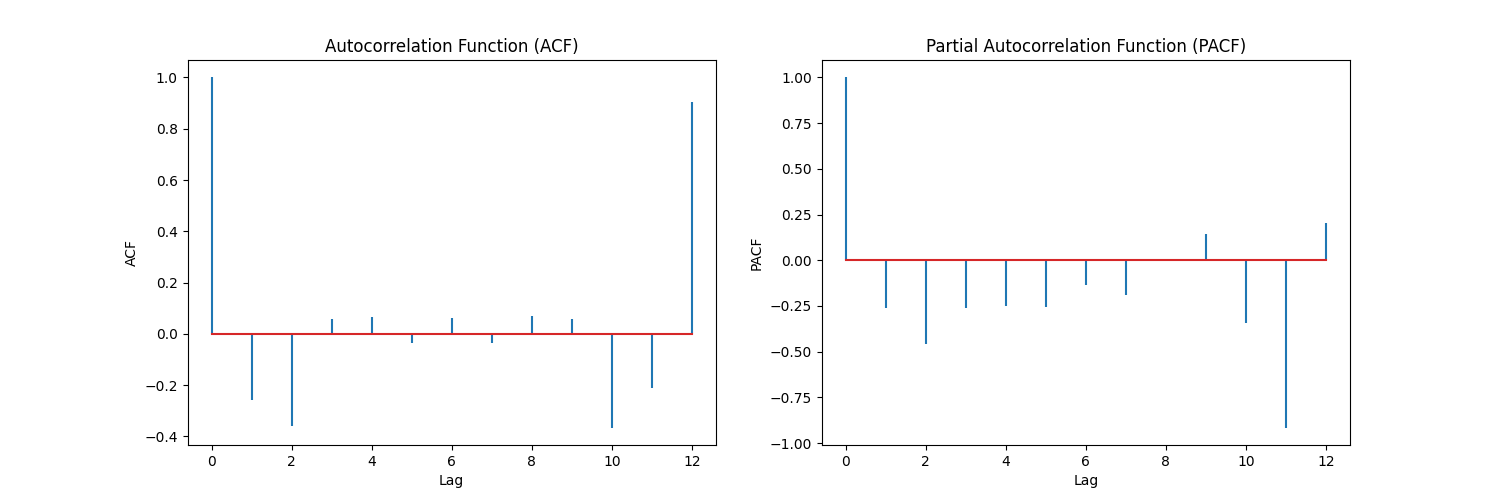 Autocorrelation Function (ACF)
1.0
0.8
0.6
0.4
0.2
0.0
−0.2
−0.4
ACF
0 2 4 6 8 10 12
Lag
Partial Autocorrelation Function (PACF)
1.00
0.75
0.50
0.25
0.00
−0.25
−0.50
−0.75
−1.00
PACF
0 2 4 6 8 10 12
Lag